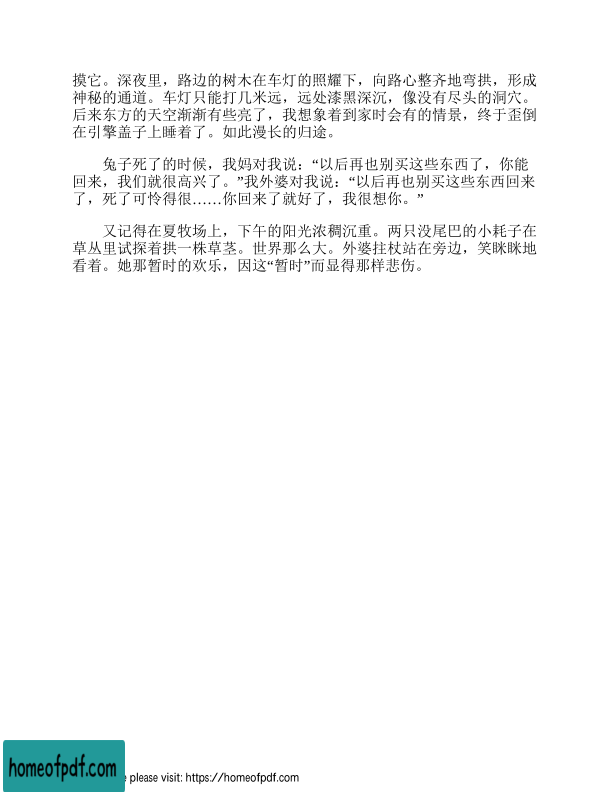 摸它。深夜里，路边的树木在车灯的照耀下，向路心整齐地弯拱，形成
神秘的通道。车灯只能打几米远，远处漆黑深沉，像没有尽头的洞穴。
后来东方的天空渐渐有些亮了，我想象着到家时会有的情景，终于歪倒
在引擎盖子上睡着了。如此漫长的归途。
兔子死了的时候，我妈对我说：“以后再也别买这些东西了，你能
回来，我们就很高兴了。”我外婆对我说：“以后再也别买这些东西回来
了，死了可怜得很……你回来了就好了，我很想你。”
又记得在夏牧场上，下午的阳光浓稠沉重。两只没尾巴的小耗子在
草丛里试探着拱一株草茎。世界那么大。外婆拄杖站在旁边，笑眯眯地
看着。她那暂时的欢乐，因这“暂时”而显得那样悲伤。
homeofpdf.com
e please visit: https://homeofpdf.com